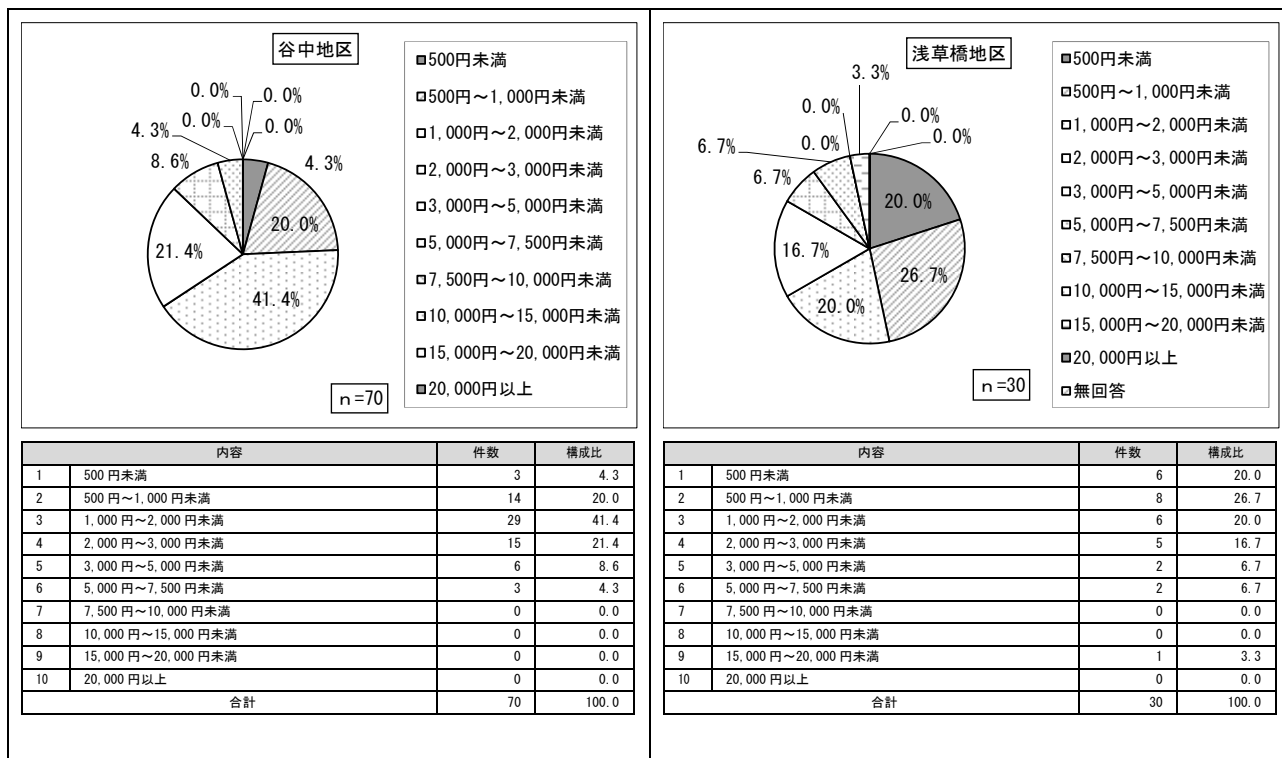 谷中地区
0.0%
0.0%
0.0%
0.0%
4.3%
8.6%
4.3%
20.0%
21.4%
41.4%
n=70
500円未満
500円～1,000円未満
1,000円～2,000円未満
2,000円～3,000円未満
3,000円～5,000円未満
5,000円～7,500円未満
7,500円～10,000円未満
10,000円～15,000円未満
15,000円～20,000円未満
20,000円以上
内容 件数 構成比
1 500円未満 3 4.3
2 500円～1,000円未満 14 20.0
3 1,000円～2,000円未満 29 41.4
4 2,000円～3,000円未満 15 21.4
5 3,000円～5,000円未満 6 8.6
6 5,000円～7,500円未満 3 4.3
7 7,500円～10,000円未満 0 0.0
8 10,000円～15,000円未満 0 0.0
9 15,000円～20,000円未満 0 0.0
10 20,000円以上 0 0.0
合計 70 100.0
浅草橋地区
3.3%
0.0%
0.0%
0.0%
0.0%
6.7%
6.7%
20.0%
16.7%
26.7%
20.0%
n=30
500円未満
500円～1,000円未満
1,000円～2,000円未満
2,000円～3,000円未満
3,000円～5,000円未満
5,000円～7,500円未満
7,500円～10,000円未満
10,000円～15,000円未満
15,000円～20,000円未満
20,000円以上
無回答
内容 件数 構成比
1 500円未満 6 20.0
2 500円～1,000円未満 8 26.7
3 1,000円～2,000円未満 6 20.0
4 2,000円～3,000円未満 5 16.7
5 3,000円～5,000円未満 2 6.7
6 5,000円～7,500円未満 2 6.7
7 7,500円～10,000円未満 0 0.0
8 10,000円～15,000円未満 0 0.0
9 15,000円～20,000円未満 1 3.3
10 20,000円以上 0 0.0
合計 30 100.0